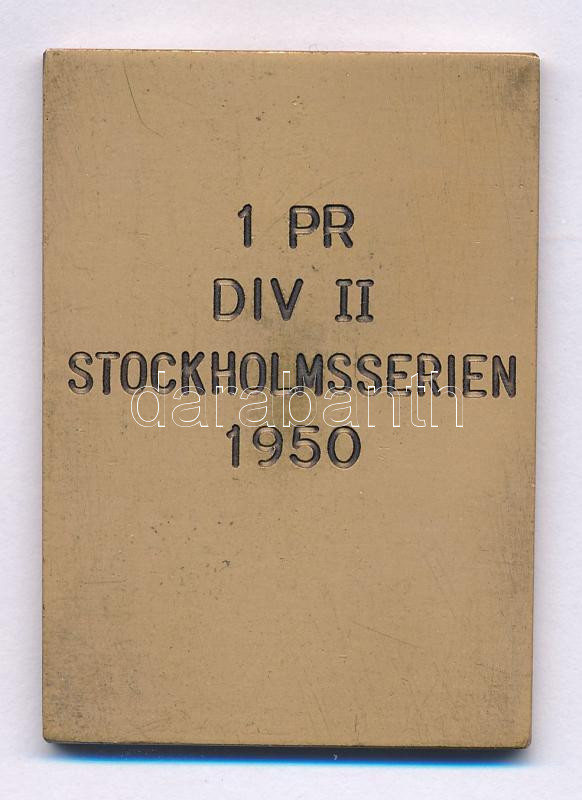 1 PR
DIV II
STOCKHOLMSSERIEN
darabanth
1950